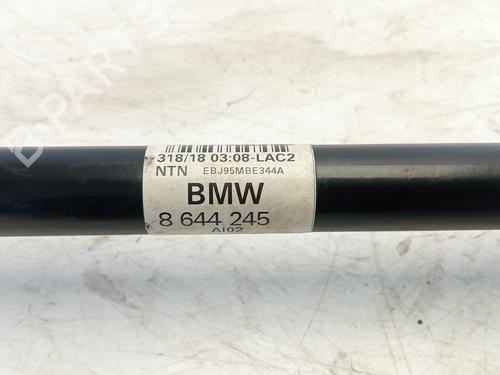 318/18 03:08-LAC2
NTN EBJ95MBE344A
BMW
8 644 245
AI02